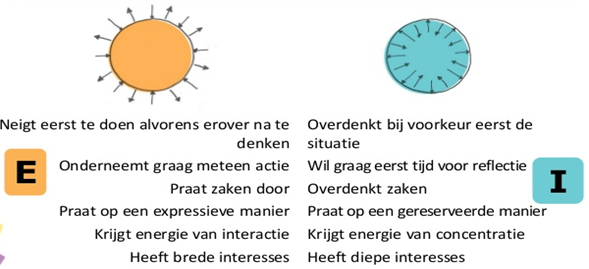 Neigt eerst te doen alvorens erover na te
denken
Onderneemt graag meteen actie
Praat zaken door
Praat op een expressieve manier
Krijgt energie van interactie
Heeft brede interesses
E
Overdenkt bij voorkeur eerst de
situatie
Wil graag eerst tijd voor reflectie
Overdenkt zaken
Praat op een gereserveerde manier
Krijgt energie van concentratie
Heeft diepe interesses
I